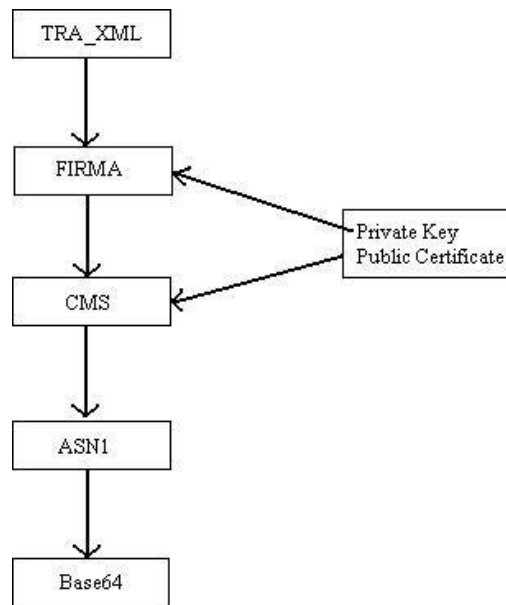 TRA_XML
FIRMA
Private Key
Public Certificate
CMS
ASN1
Base64